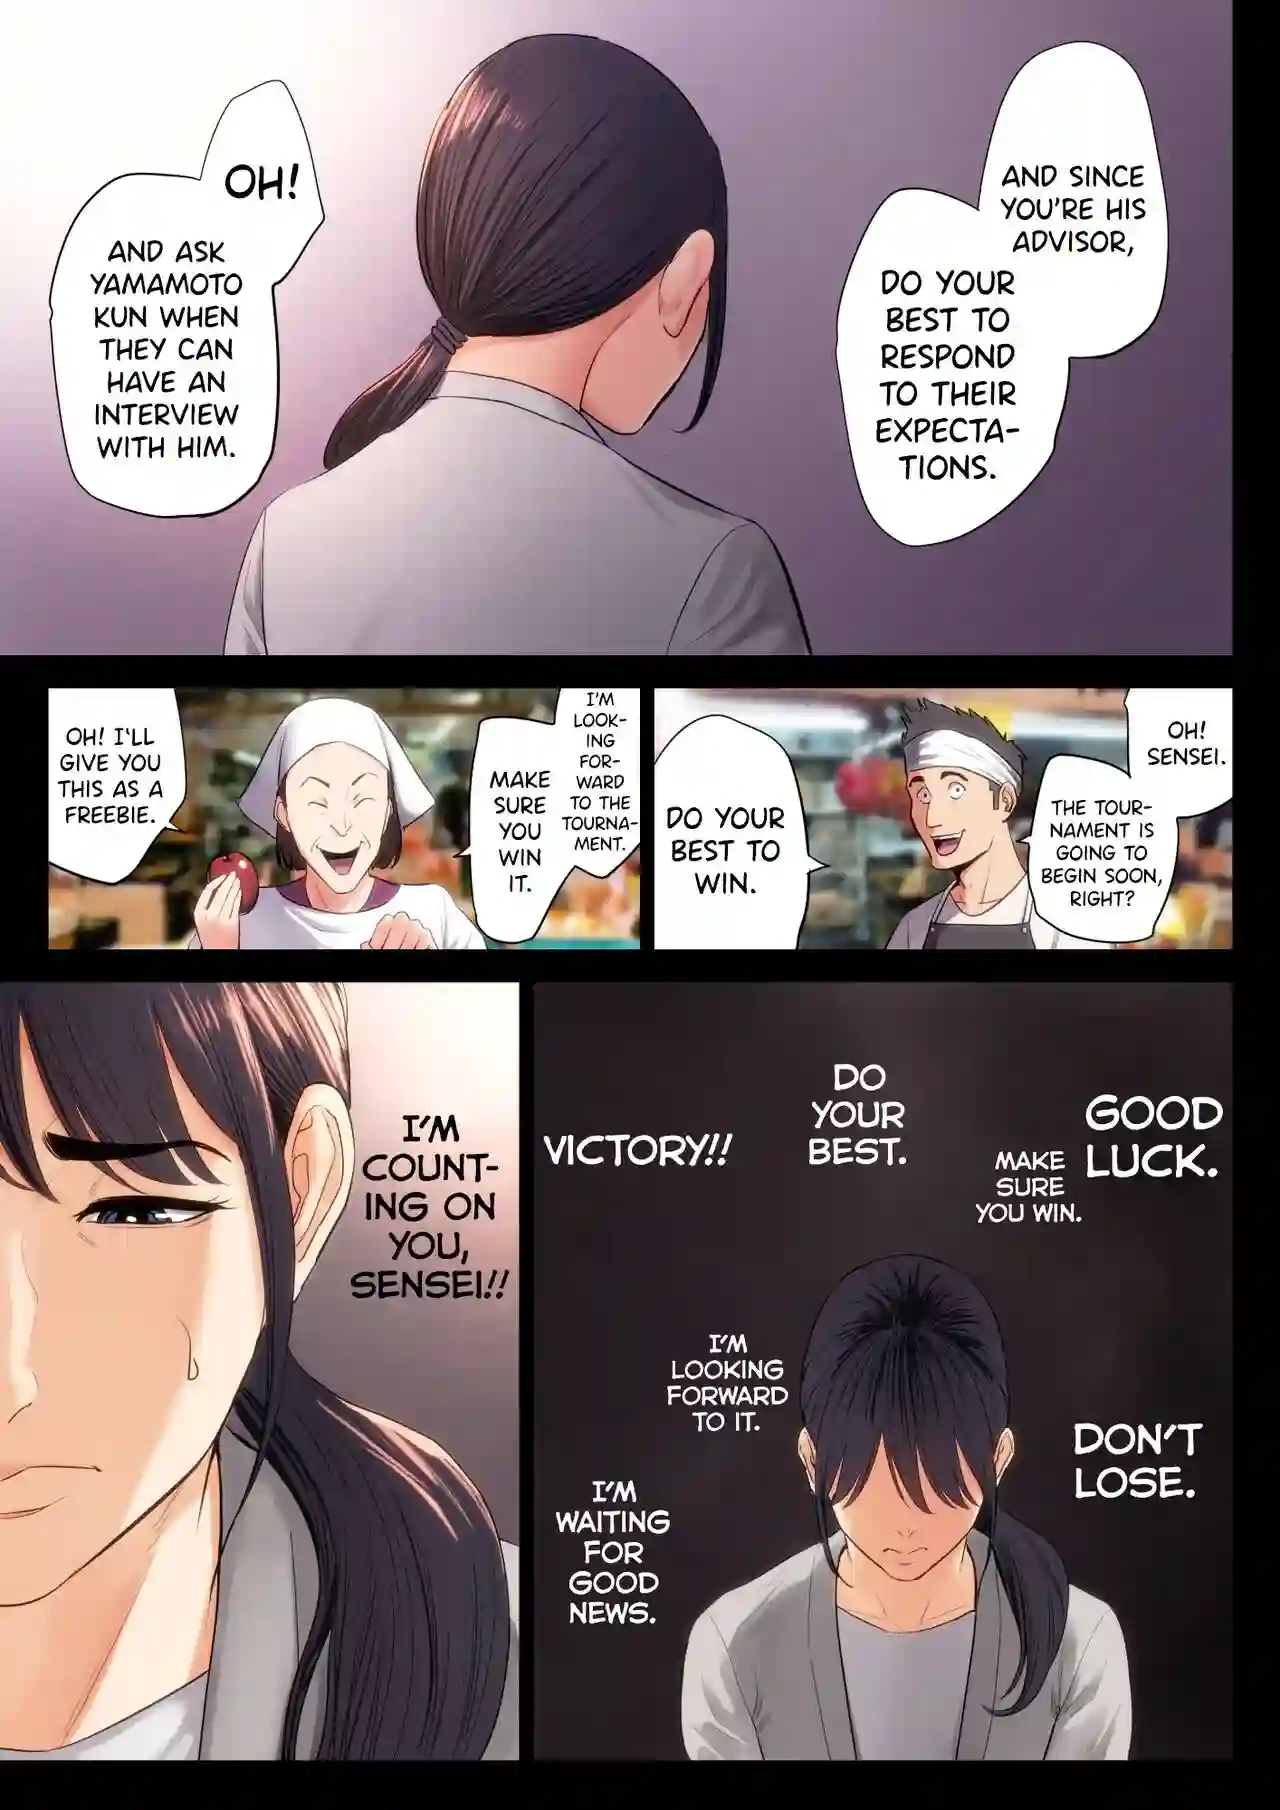 AND SINCE
YOU'RE HIS
ADVISOR,
DO YOUR
BEST TO
RESPOND
TO THEIR
EXPECTA-
TIONS.
OH!
AND ASK
YAMAMOTO
KUN WHEN
THEY CAN
HAVE AN
INTERVIEW
WITH HIM.
OH!
SENSEI.
THE TOUR-
NAMENT IS
GOING TO
BEGIN SOON,
RIGHT?
DO YOUR
BEST TO
WIN.
I'M
LOOK-
ING
FOR-
WARD
TO THE
TOURNA-
MENT.
MAKE
SURE
YOU
WIN
IT.
OH! I'LL
GIVE YOU
THIS AS A
FREEBIE.
GOOD
LUCK.
MAKE
SURE
YOU WIN.
DO
YOUR
BEST.
VICTORY!!
DON'T
LOSE.
I'M
LOOKING
FORWARD
TO IT.
I'M
WAITING
FOR
GOOD
NEWS.
I'M
COUNT-
ING ON
YOU,
SENSEI!!